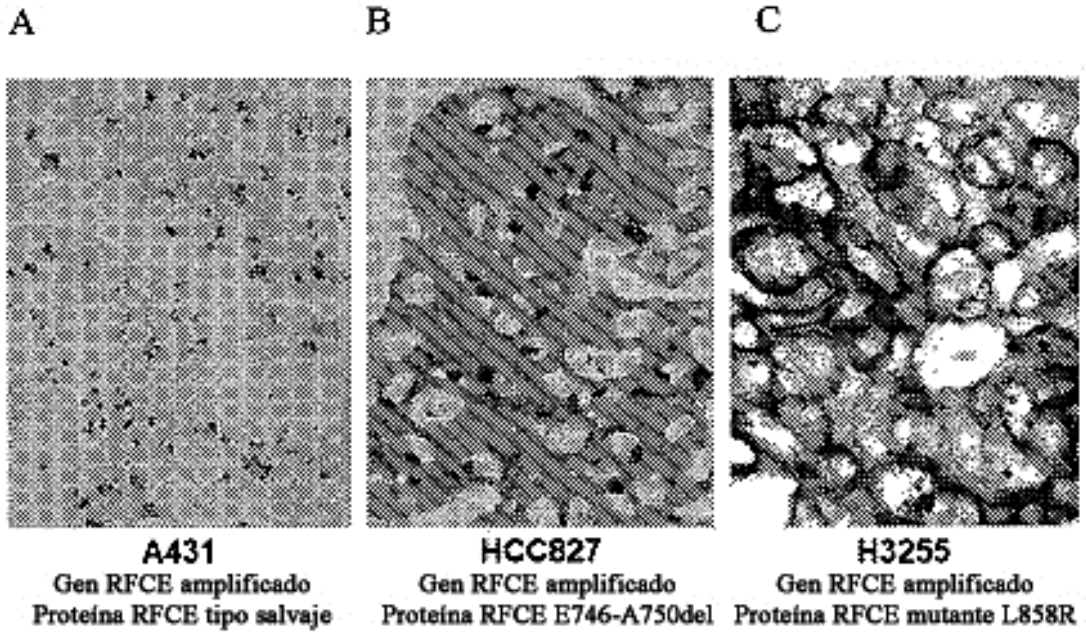 A
B
C
A431
Gen RFCE amplificado
Proteína RFCE tipo salvaje
HCC827
Gen RFCE amplificado
Proteína RFCE E746-A750del
H3255
Gen RFCE amplificado
Proteína RFCE mutante L858R